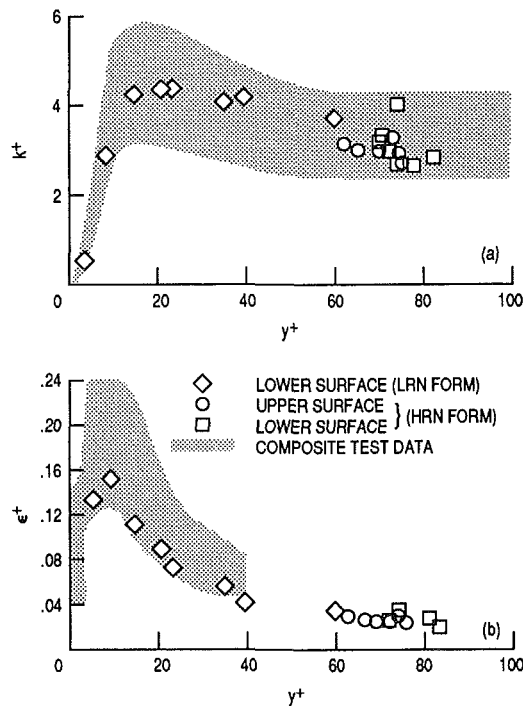 6
4
k+
2
(a)
0 20 40 60 80 100
y+
.24
LOWER SURFACE (LRN FORM)
.20
UPPER SURFACE
LOWER SURFACE } (HRN FORM)
COMPOSITE TEST DATA
.16
ϵ+
.12
.08
.04
(b)
0 20 40 60 80 100
y+